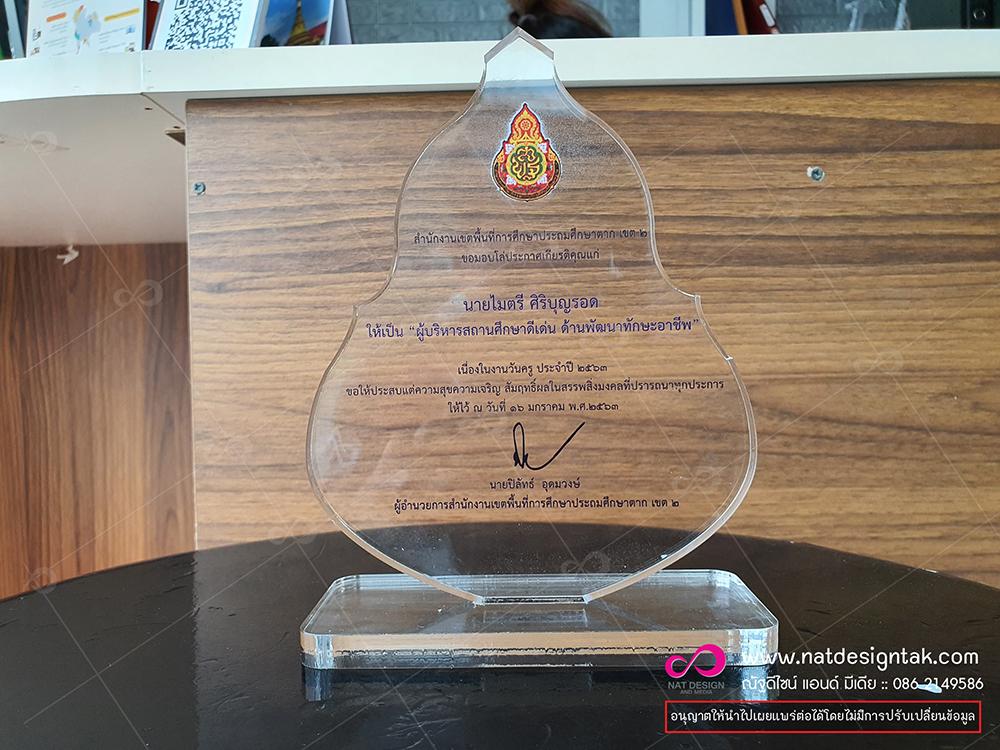 สำนักงานเขตพื้นที่การศึกษาประถมศึกษาตาก เขต ๒
ขอมอบโล่ประกาศเกียรติคุณแก่
นายไมตรี ศิริบุญรอด
ให้เป็น “ผู้บริหารสถานศึกษาดีเด่น ด้านพัฒนาทักษะอาชีพ”
เนื่องในงานวันครู ประจำปี ๒๕๖๓
ขอให้ประสบแต่ความสุขความเจริญ สัมฤทธิ์ผลในสรรพสิ่งมงคลที่ปรารถนาทุกประการ
ให้ไว้ ณ วันที่ ๑๖ มกราคม พ.ศ.๒๕๖๓
นายปิลัทธ์ อุดมวงษ์
ผู้อำนวยการสำนักงานเขตพื้นที่การศึกษาประถมศึกษาตาก เขต ๒
www.natdesigntak.com
NAT DESIGN
AND MEDIA
ณัฐดีไซน์ แอนด์ มีเดีย :: 086-2149586
อนุญาตให้นำไปเผยแพร่ต่อได้โดยไม่มีการปรับเปลี่ยนข้อมูล